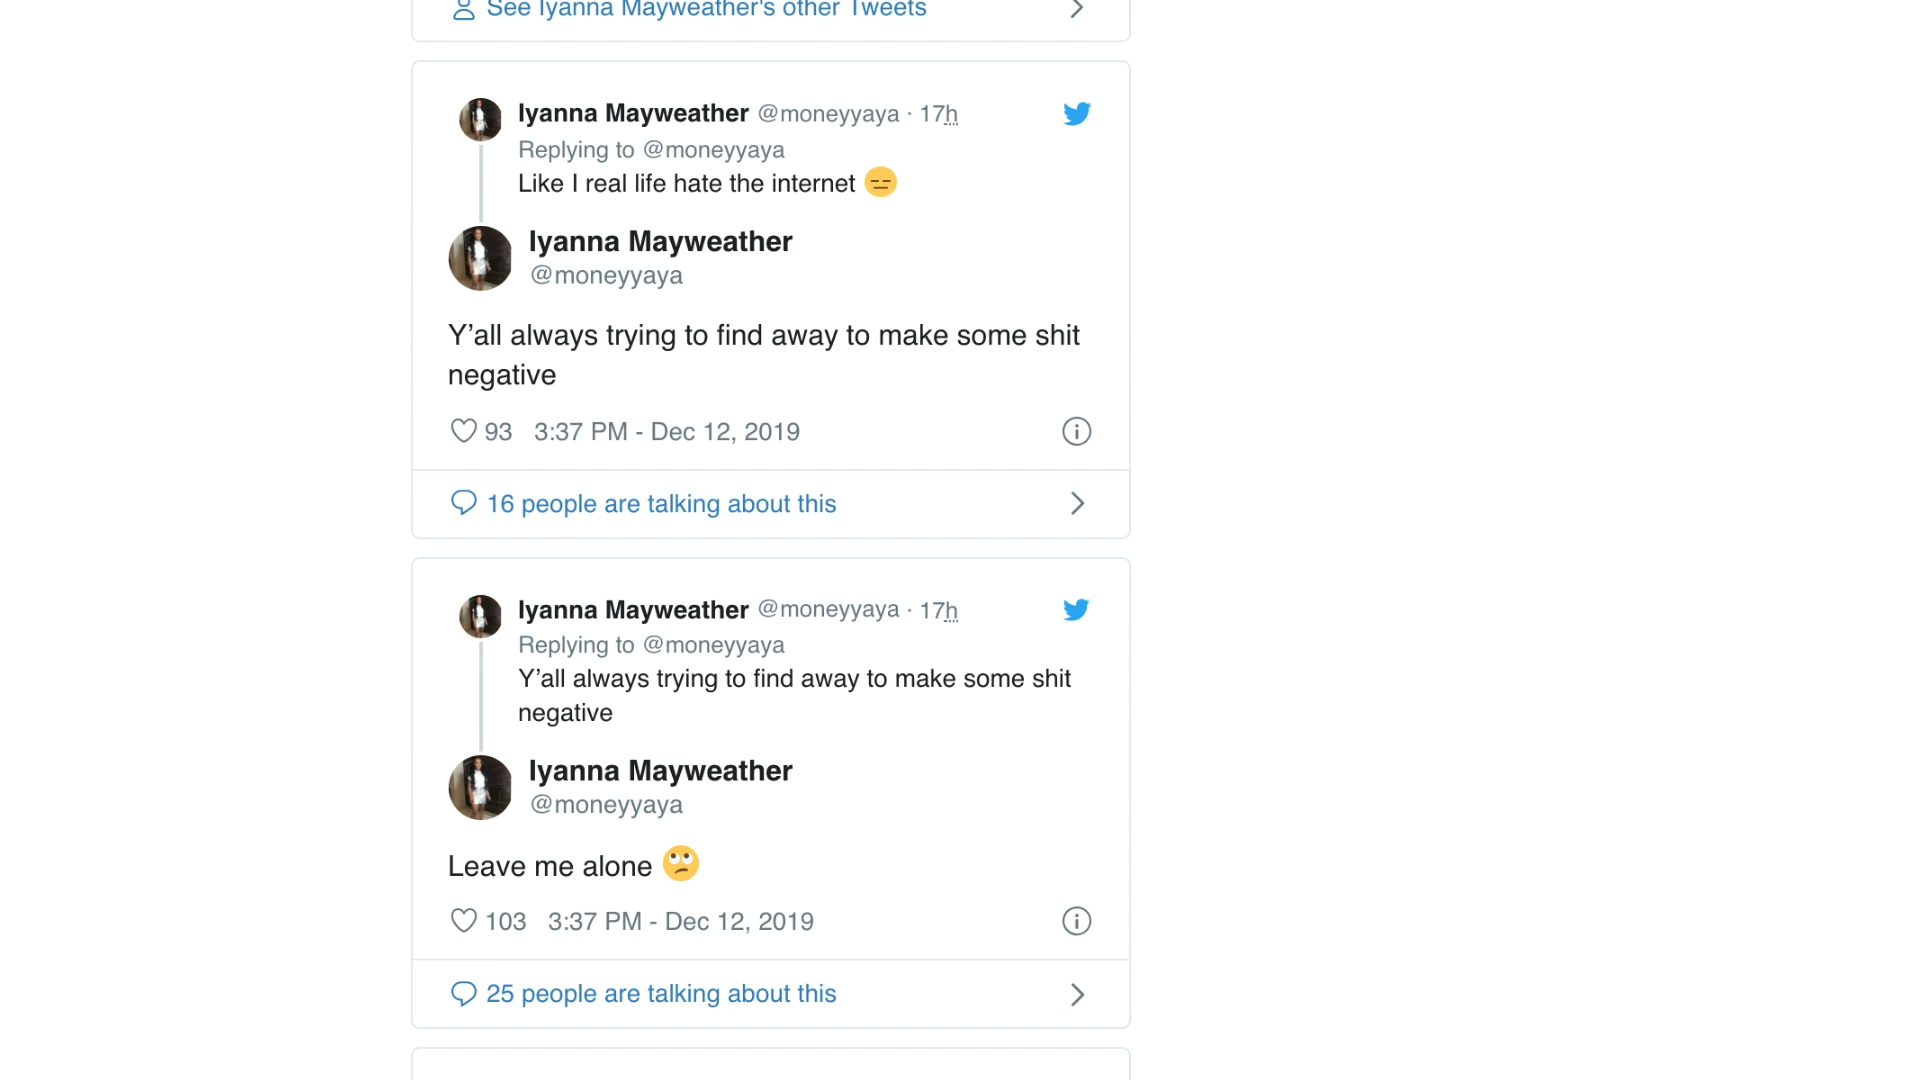 See Iyanna Mayweather's other Tweets
Iyanna Mayweather @moneyyaya · 17h
Replying to @moneyyaya
Like I real life hate the internet 😑
Iyanna Mayweather
@moneyyaya
Y’all always trying to find away to make some shit
negative
93 3:37 PM - Dec 12, 2019
16 people are talking about this
Iyanna Mayweather @moneyyaya · 17h
Replying to @moneyyaya
Y’all always trying to find away to make some shit
negative
Iyanna Mayweather
@moneyyaya
Leave me alone 🙄
103 3:37 PM - Dec 12, 2019
25 people are talking about this